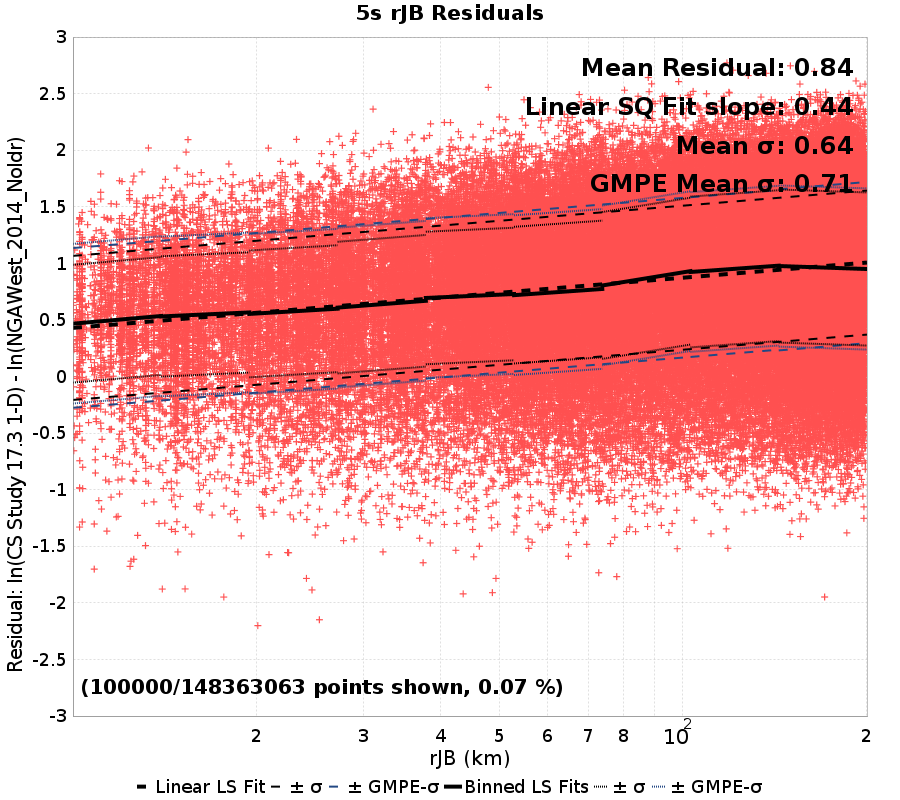 5s rJB Residuals
Mean Residual: 0.84
Linear SQ Fit slope: 0.44
Mean σ: 0.64
GMPE Mean σ: 0.71
3
2.5
2
1.5
1
0.5
0
-0.5
-1
-1.5
-2
-2.5
-3
Residual: ln(CS Study 17.3 1-D) - ln(NGAWest_2014_NoIdr)
(100000/148363063 points shown, 0.07 %)
2 3 4 5 6 7 8 10² 2
rJB (km)
Linear LS Fit ± σ ± GMPE-σ Binned LS Fits ± σ ± GMPE-σ